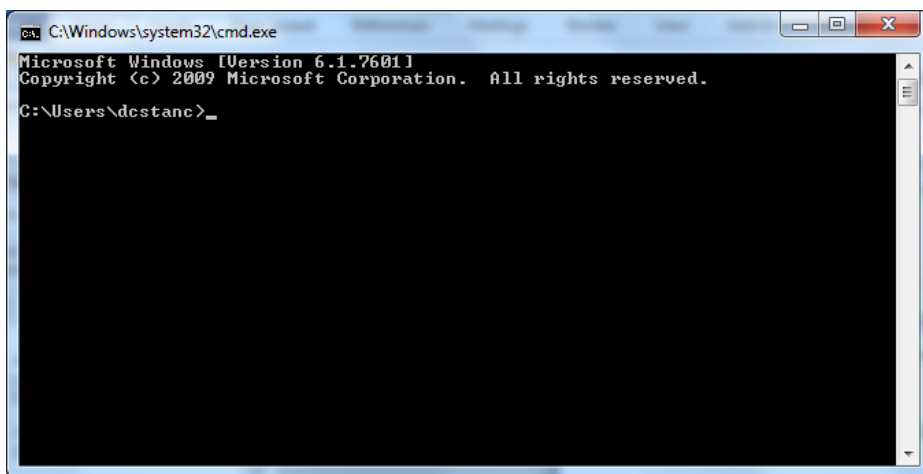 C:\Windows\system32\cmd.exe
Microsoft Windows [Version 6.1.7601]
Copyright (c) 2009 Microsoft Corporation.  All rights reserved.
C:\Users\dcstanc>_